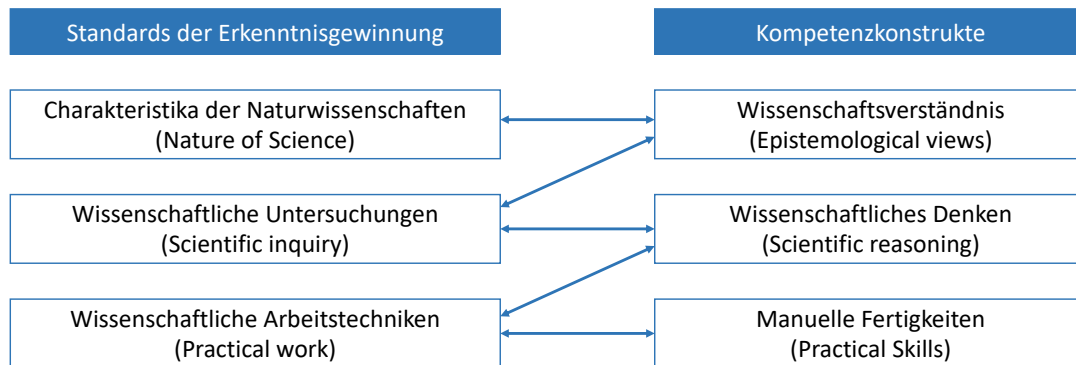 Standards der Erkenntnisgewinnung
Kompetenzkonstrukte
Charakteristika der Naturwissenschaften
(Nature of Science)
Wissenschaftsverständnis
(Epistemological views)
Wissenschaftliche Untersuchungen
(Scientific inquiry)
Wissenschaftliches Denken
(Scientific reasoning)
Wissenschaftliche Arbeitstechniken
(Practical work)
Manuelle Fertigkeiten
(Practical Skills)